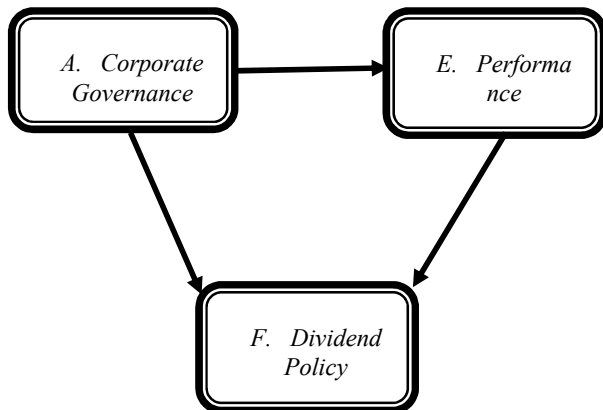 A. Corporate
Governance
E. Performa
nce
F. Dividend
Policy